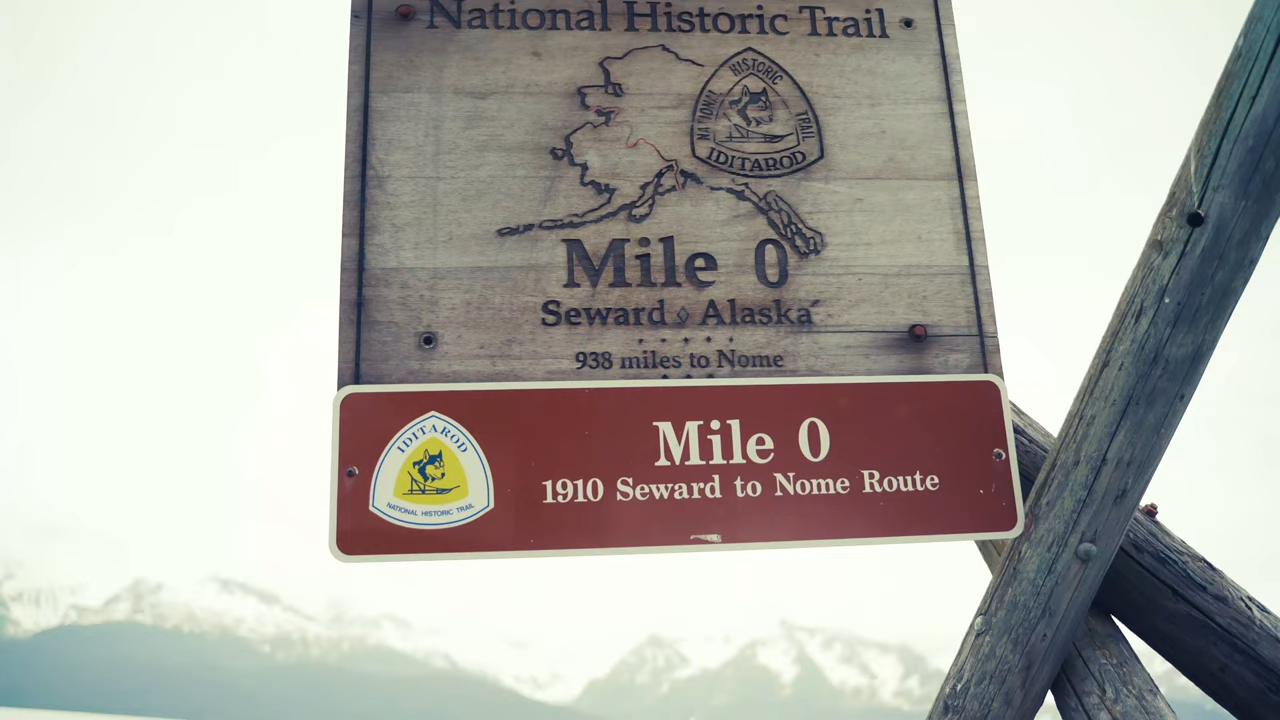 National Historic Trail
NATIONAL HISTORIC TRAIL
IDITAROD
Mile 0
Seward ◊ Alaska
938 miles to Nome
IDITAROD
NATIONAL HISTORIC TRAIL
Mile 0
1910 Seward to Nome Route